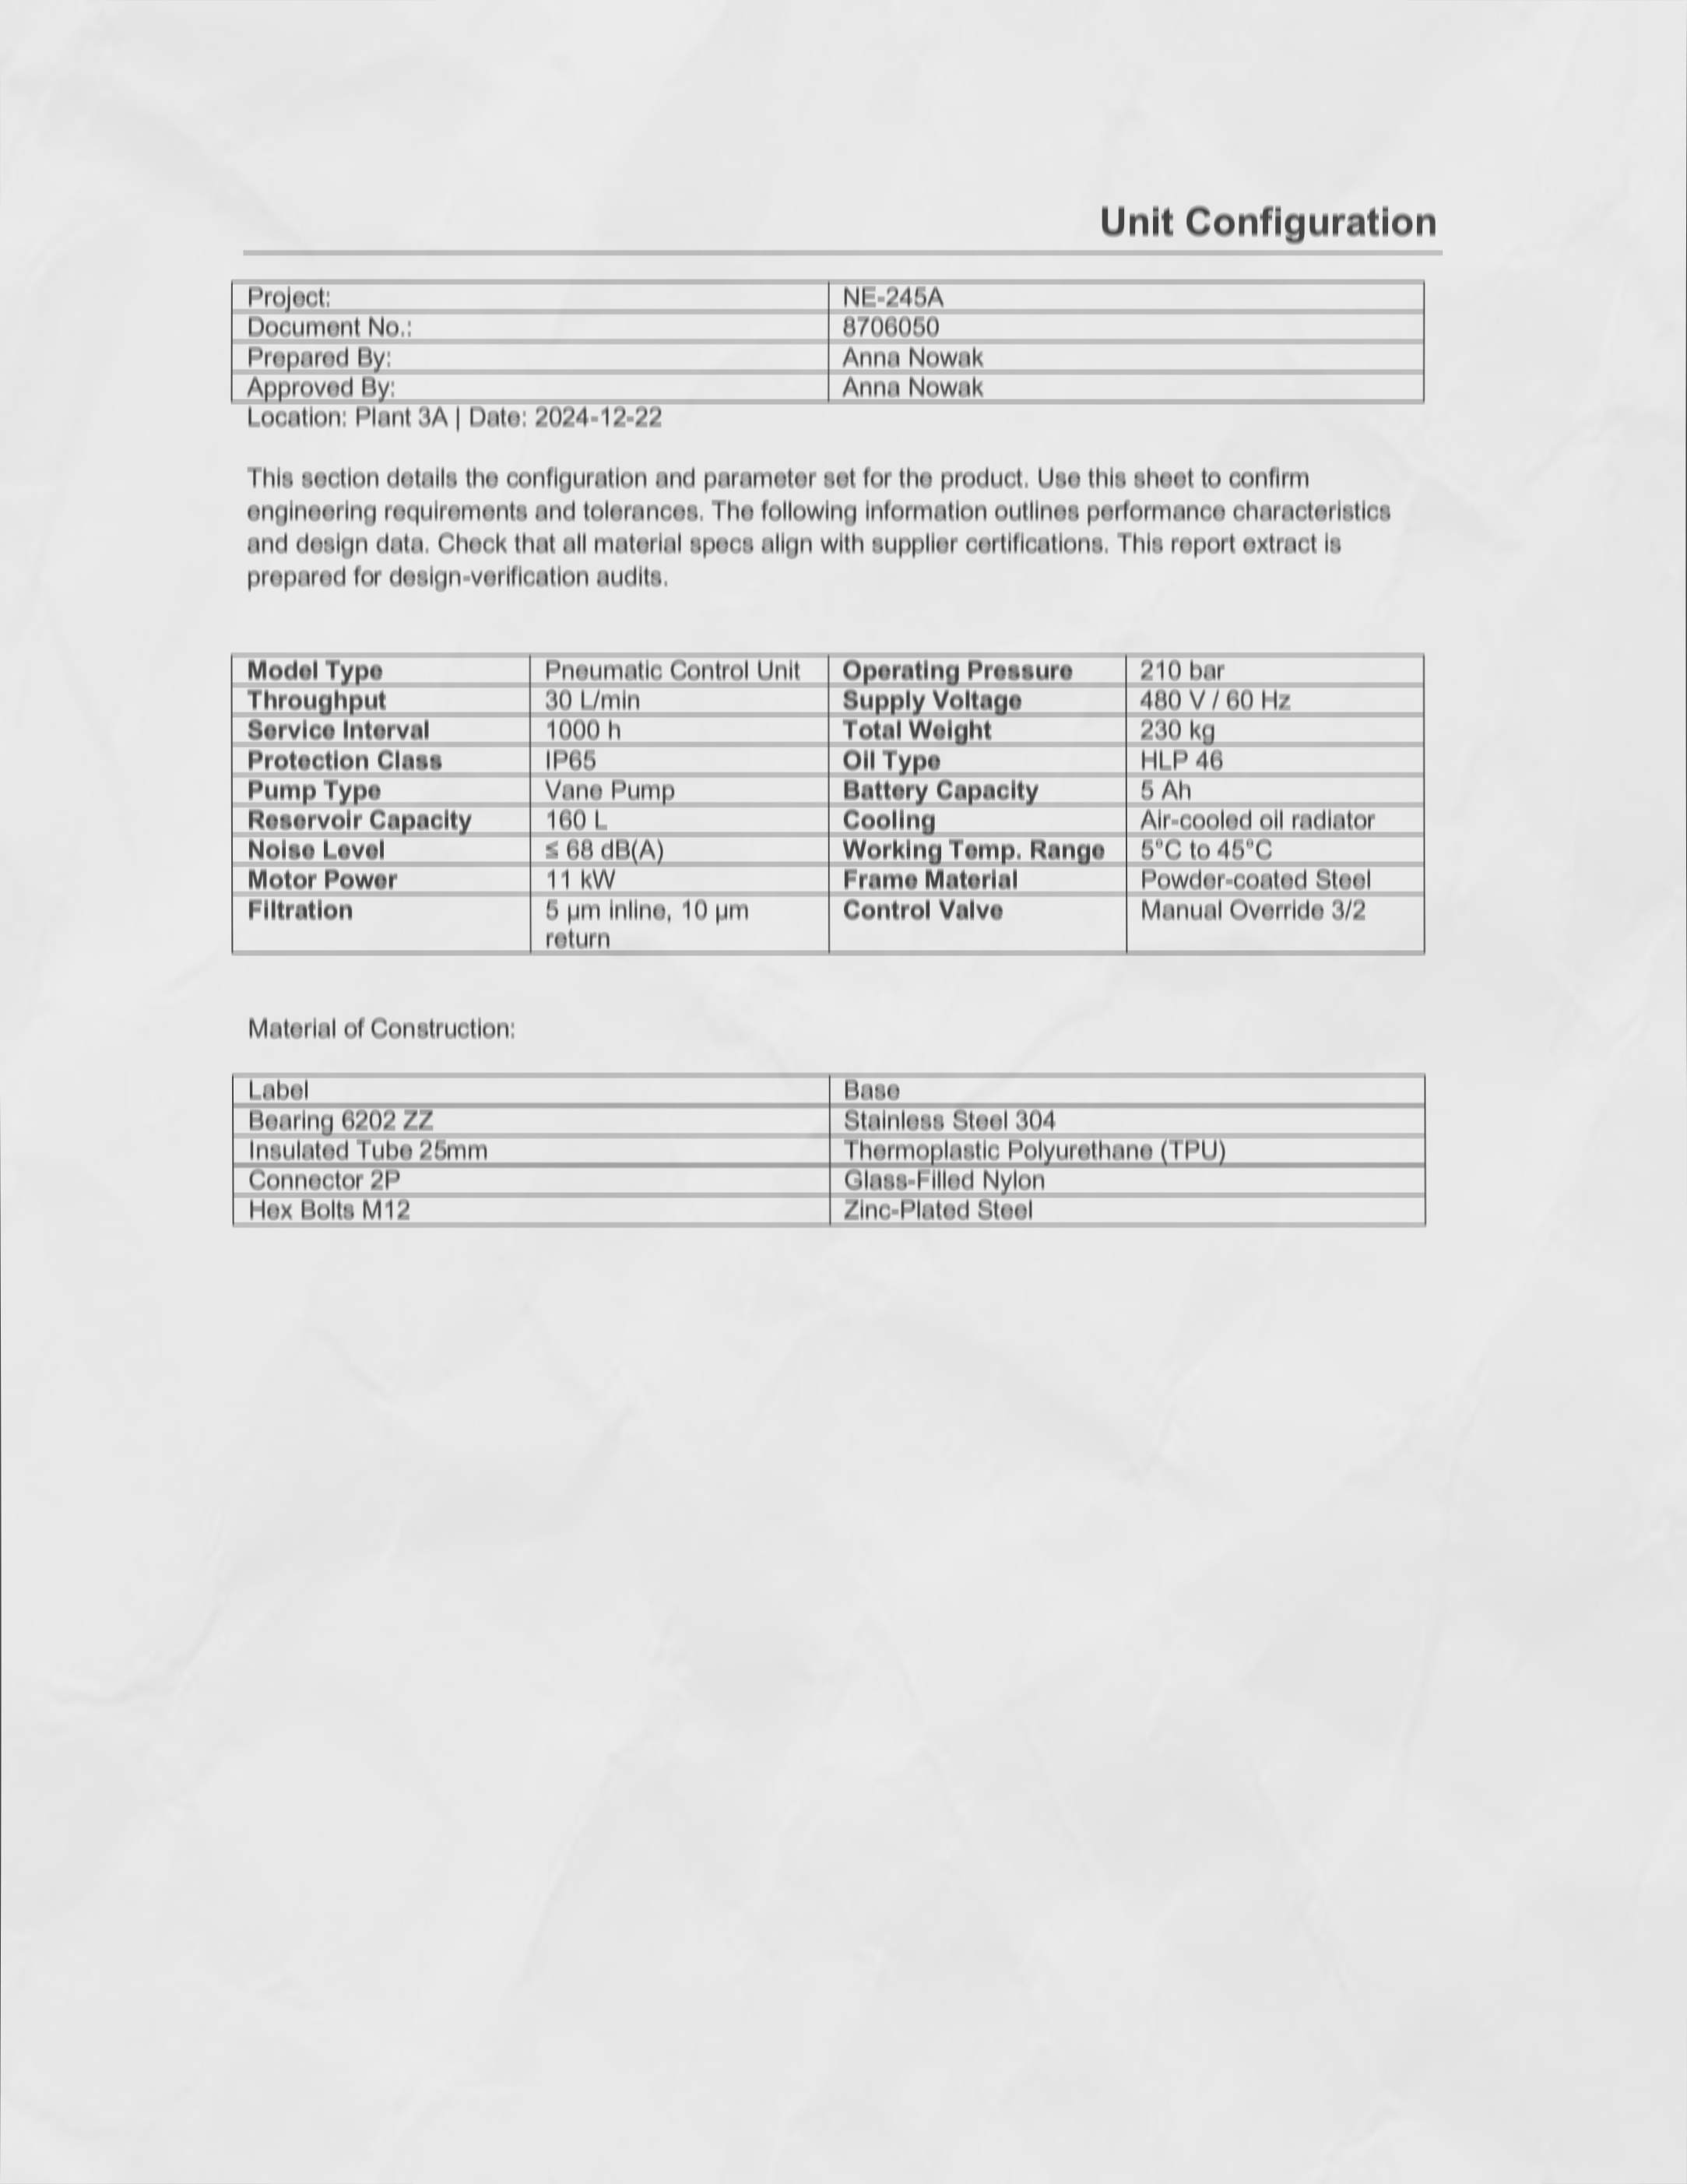 Unit Configuration
Project: NE-245A
Document No.: 8706050
Prepared By: Anna Nowak
Approved By: Anna Nowak
Location: Plant 3A | Date: 2024-12-22
This section details the configuration and parameter set for the product. Use this sheet to confirm
engineering requirements and tolerances. The following information outlines performance characteristics
and design data. Check that all material specs align with supplier certifications. This report extract is
prepared for design-verification audits.
Model Type Pneumatic Control Unit Operating Pressure 210 bar
Throughput 30 L/min Supply Voltage 480 V / 60 Hz
Service Interval 1000 h Total Weight 230 kg
Protection Class IP65 Oil Type HLP 46
Pump Type Vane Pump Battery Capacity 5 Ah
Reservoir Capacity 160 L Cooling Air-cooled oil radiator
Noise Level ≤ 68 dB(A) Working Temp. Range 5°C to 45°C
Motor Power 11 kW Frame Material Powder-coated Steel
Filtration 5 µm inline, 10 µm Control Valve Manual Override 3/2
return
Material of Construction:
Label Base
Bearing 6202 ZZ Stainless Steel 304
Insulated Tube 25mm Thermoplastic Polyurethane (TPU)
Connector 2P Glass-Filled Nylon
Hex Bolts M12 Zinc-Plated Steel